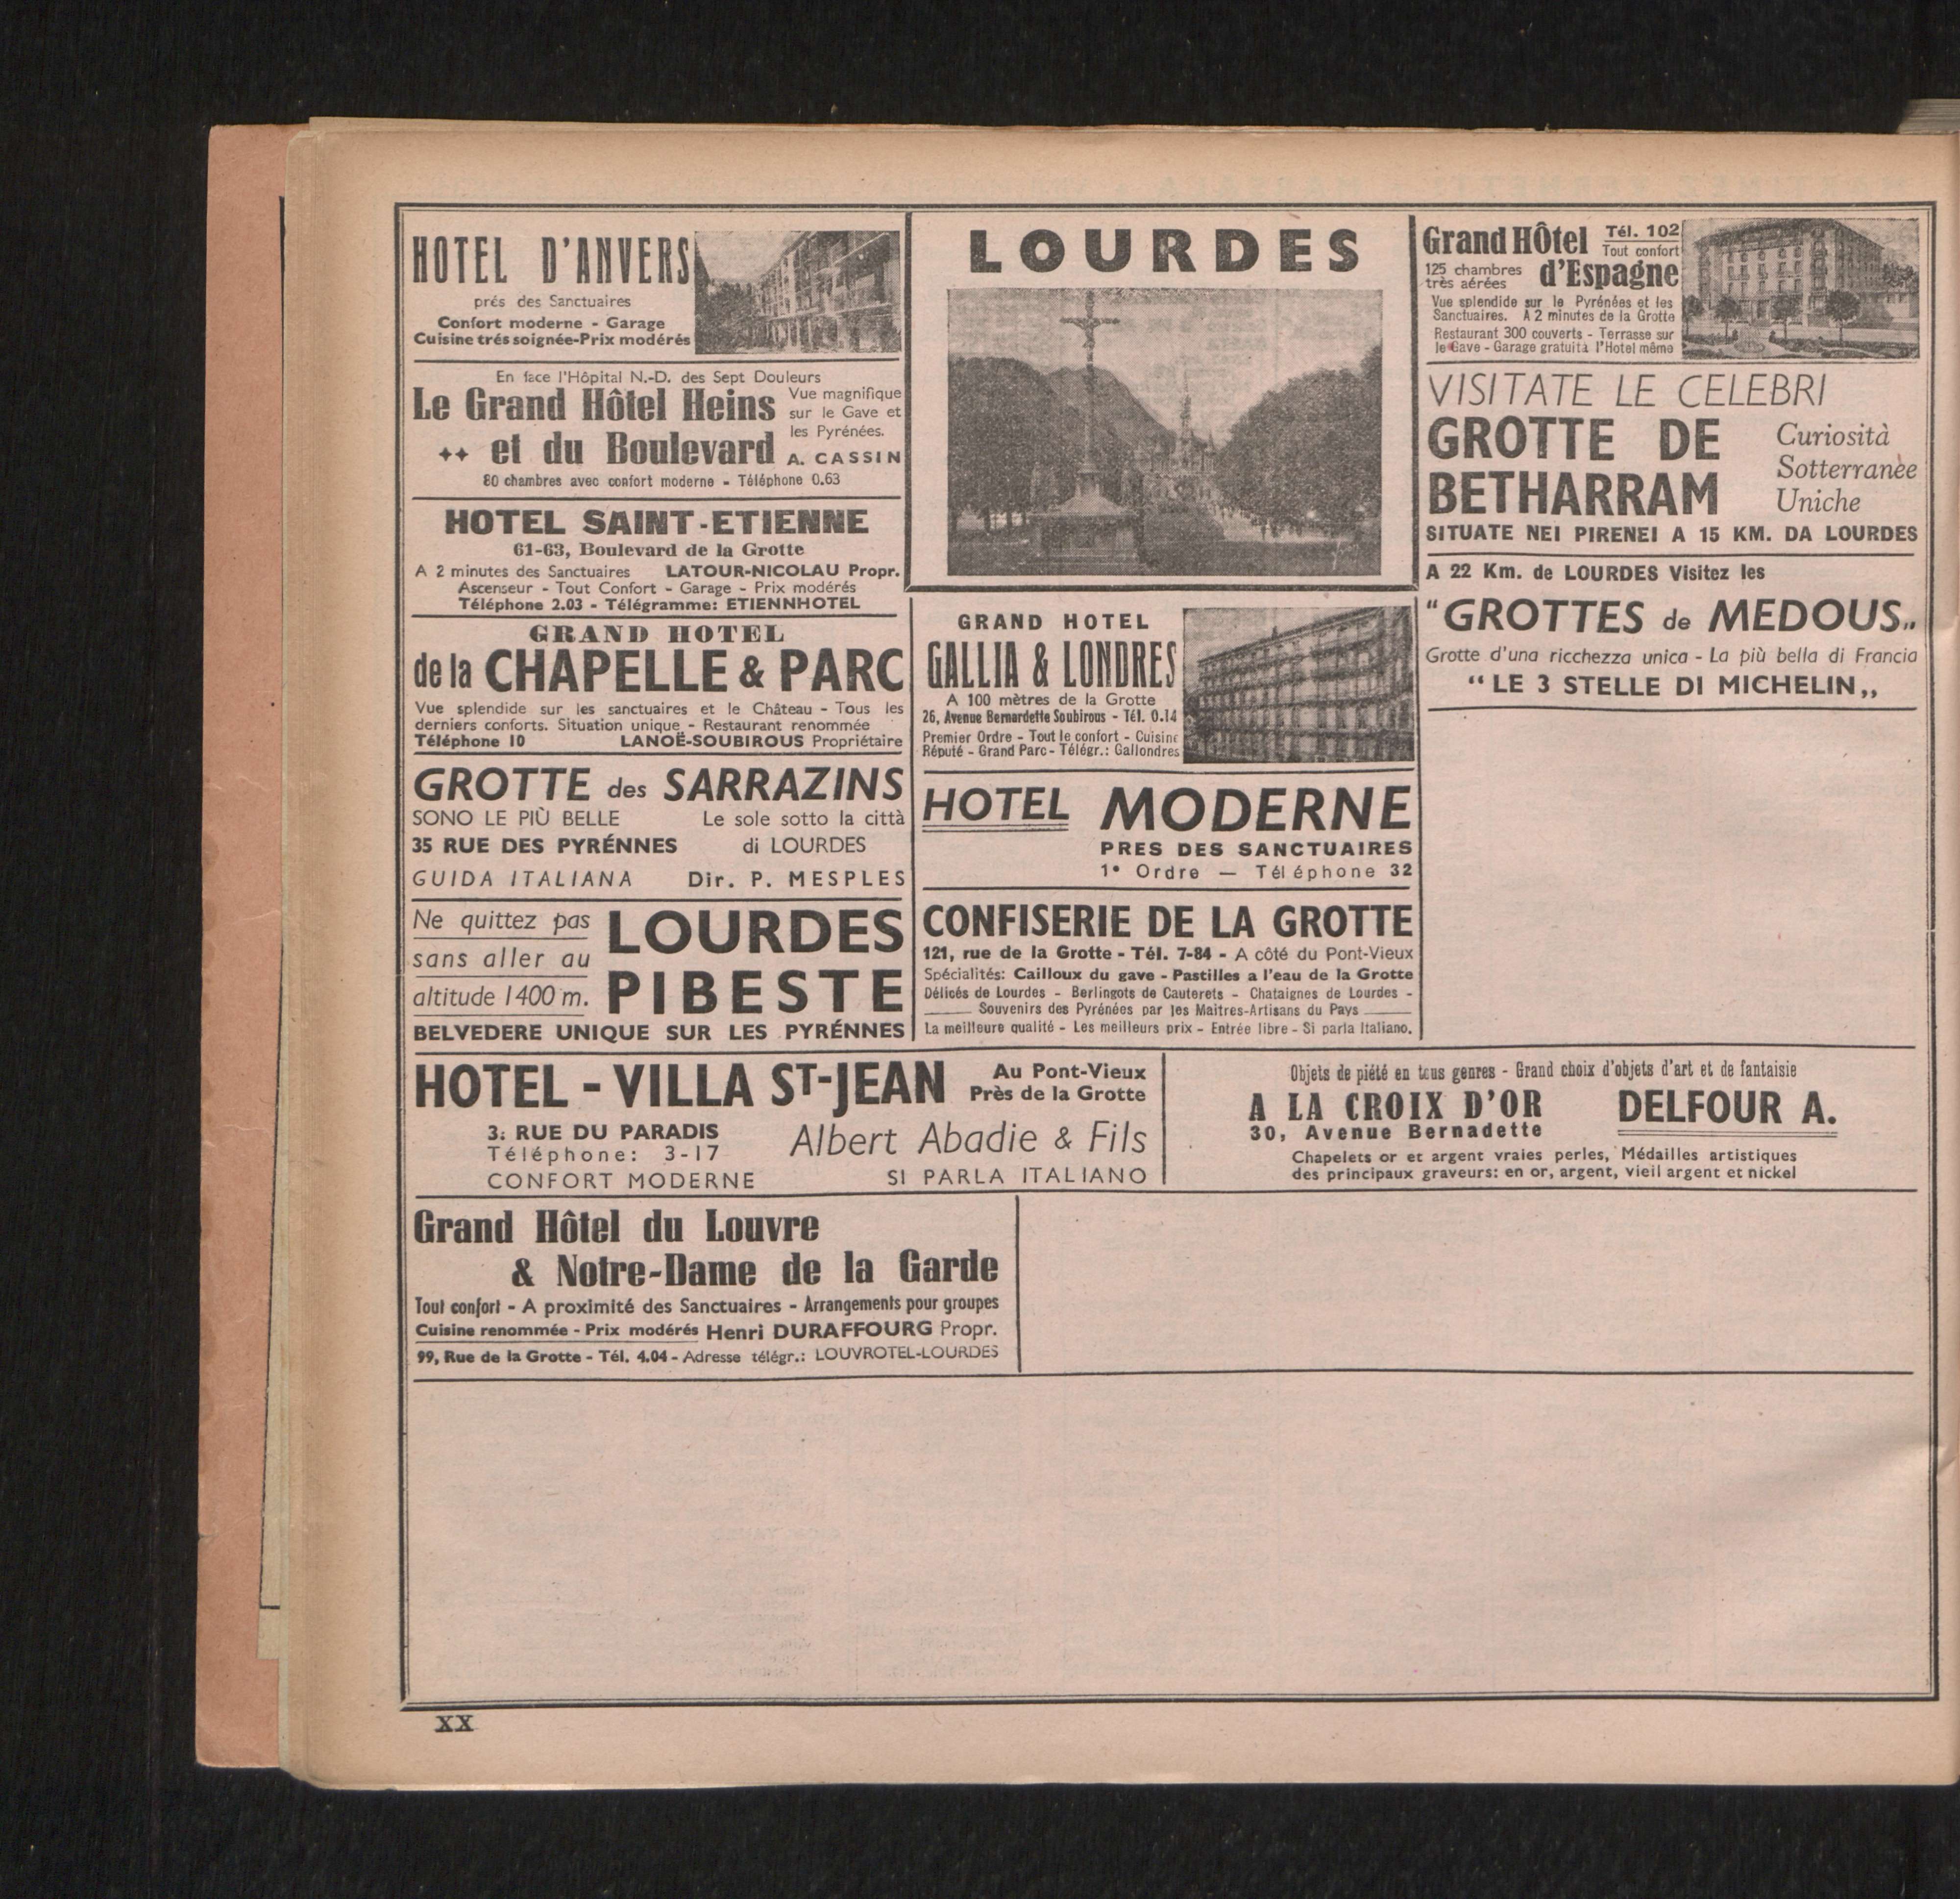 HOTEL D'ANVERS
prés des Sanctuaires
Confort moderne - Garage
Cuisine trés soignée-Prix modérés
En face l'Hôpital N.-D. des Sept Douleurs
Le Grand Hôtel Heins
et du Boulevard
Vue magnifique
sur le Gave et
les Pyrénées.
A. CASSIN
80 chambres avec confort moderne - Téléphone 0.63
HOTEL SAINT-ETIENNE
61-63, Boulevard de la Grotte
A 2 minutes des Sanctuaires LATOUR-NICOLAU Propr.
Ascenseur - Tout Confort - Garage - Prix modérés
Téléphone 2.03 - Télégramme: ETIENNHOTEL
GRAND HOTEL
de la CHAPELLE & PARC
Vue splendide sur les sanctuaires et le Château - Tous les
derniers conforts. Situation unique - Restaurant renommée
Téléphone 10 LANOË-SOUBIROUS Propriétaire
GROTTE des SARRAZINS
SONO LE PIÙ BELLE Le sole sotto la città
35 RUE DES PYRÉNNES di LOURDES
GUIDA ITALIANA Dir. P. MESPLES
Ne quittez pas
sans aller au
altitude 1400 m.
LOURDES
PIBESTE
BELVEDERE UNIQUE SUR LES PYRÉNNES
LOURDES
GRAND HOTEL
GALLIA & LONDRES
A 100 mètres de la Grotte
26, Avenue Bernardette Soubirous - Tél. 0.14
Premier Ordre - Tout le confort - Cuisine
Réputé - Grand Parc - Télégr.: Gallondres
HOTEL MODERNE
PRES DES SANCTUAIRES
1° Ordre — Téléphone 32
CONFISERIE DE LA GROTTE
121, rue de la Grotte - Tél. 7-84 - A côté du Pont-Vieux
Spécialités: Cailloux du gave - Pastilles a l'eau de la Grotte
Délicés de Lourdes - Berlingots de Cauterets - Chataignes de Lourdes -
Souvenirs des Pyrénées par les Maitres-Artisans du Pays
La meilleure qualité - Les meilleurs prix - Entrée libre - Si parla Italiano.
Grand HÔtel
d'Espagne
Tél. 102
Tout confort
125 chambres
très aérées
Vue splendide sur le Pyrénées et les
Sanctuaires. A 2 minutes de la Grotte
Restaurant 300 couverts - Terrasse sur
le Gave - Garage gratuità l'Hotel même
VISITATE LE CELEBRI
GROTTE DE
BETHARRAM
Curiosità
Sotterranèe
Uniche
SITUATE NEI PIRENEI A 15 KM. DA LOURDES
A 22 Km. de LOURDES Visitez les
“GROTTES de MEDOUS„
Grotte d'una ricchezza unica - La più bella di Francia
“LE 3 STELLE DI MICHELIN„
HOTEL - VILLA ST-JEAN
Au Pont-Vieux
Près de la Grotte
3: RUE DU PARADIS
Téléphone: 3-17
CONFORT MODERNE
Albert Abadie & Fils
SI PARLA ITALIANO
Objets de piété en tous genres - Grand choix d'objets d'art et de fantaisie
A LA CROIX D'OR DELFOUR A.
30, Avenue Bernadette
Chapelets or et argent vraies perles, Médailles artistiques
des principaux graveurs: en or, argent, vieil argent et nickel
Grand Hôtel du Louvre
& Notre-Dame de la Garde
Tout confort - A proximité des Sanctuaires - Arrangements pour groupes
Cuisine renommée - Prix modérés Henri DURAFFOURG Propr.
99, Rue de la Grotte - Tél. 4.04 - Adresse télégr.: LOUVROTEL-LOURDES
XX